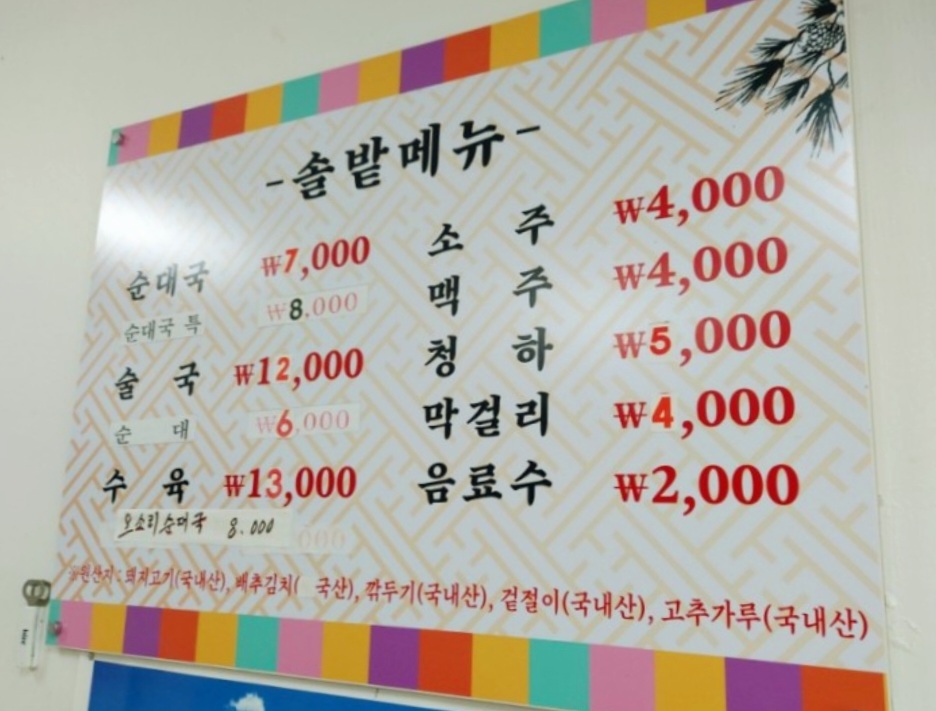 -솔밭메뉴-
순대국 ₩7,000
순대국 특 ₩8,000
술국 ₩12,000
순대 ₩6,000
수육 ₩13,000
오소리순대국 8.000
소주 ₩4,000
맥주 ₩4,000
청하 ₩5,000
막걸리 ₩4,000
음료수 ₩2,000
※원산지: 돼지고기(국내산), 배추김치( 국산), 깍두기(국내산), 겉절이(국내산), 고추가루(국내산)